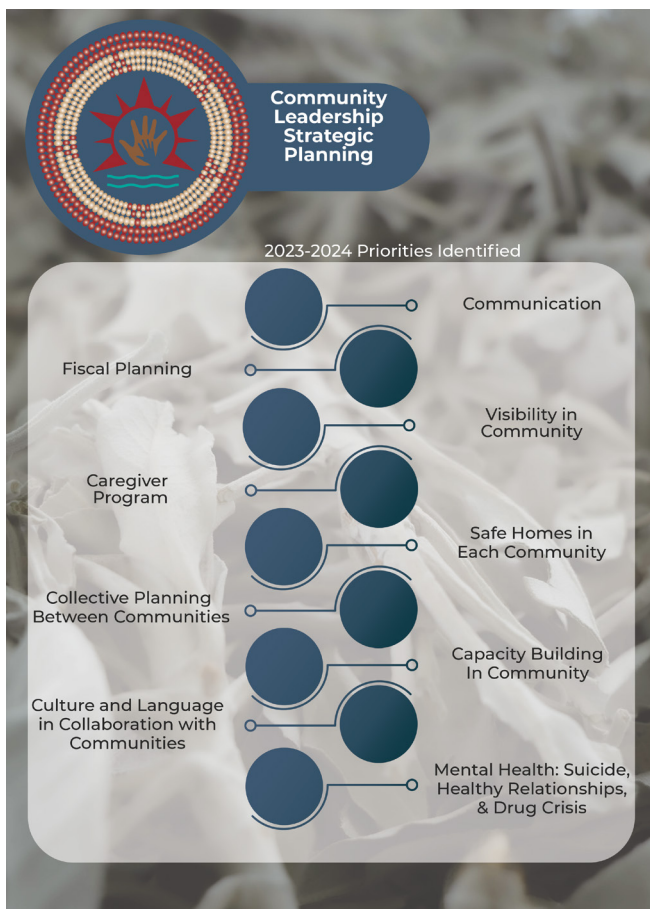 Community
Leadership
Strategic
Planning
2023-2024 Priorities Identified
Communication
Fiscal Planning
Visibility in
Community
Caregiver
Program
Safe Homes in
Each Community
Collective Planning
Between Communities
Capacity Building
In Community
Culture and Language
in Collaboration with
Communities
Mental Health: Suicide,
Healthy Relationships,
& Drug Crisis